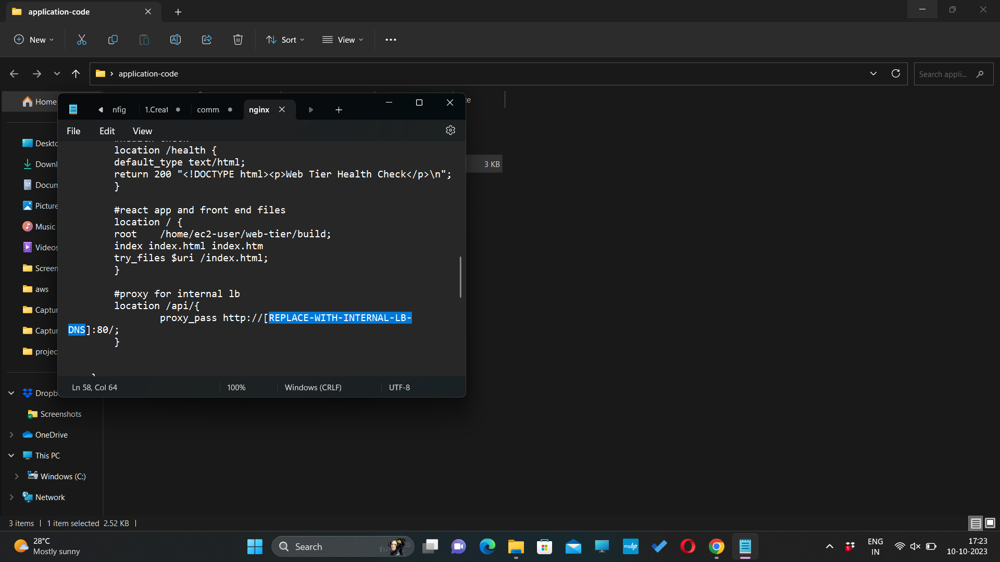 application-code
New
Sort
View
application-code
Search appli...
Home
ze
nfig
1.Creat
comm
nginx
File
Edit
View
location /health {
default_type text/html;
return 200 "<!DOCTYPE html><p>Web Tier Health Check</p>\n";
}
#react app and front end files
location / {
root    /home/ec2-user/web-tier/build;
index index.html index.htm
try_files $uri /index.html;
}
#proxy for internal lb
location /api/{
proxy_pass http://[REPLACE-WITH-INTERNAL-LB-
DNS]:80/;
}
}
Ln 58, Col 64
100%
Windows (CRLF)
UTF-8
3 KB
Deskto
Downl
Docum
Picture
Music
Videos
Screen
aws
Captur
Captur
projec
Dropb
Screenshots
OneDrive
This PC
Windows (C:)
Network
3 items
1 item selected 2.52 KB
28°C
Mostly sunny
Search
myhp
1
ENG
IN
17:23
10-10-2023